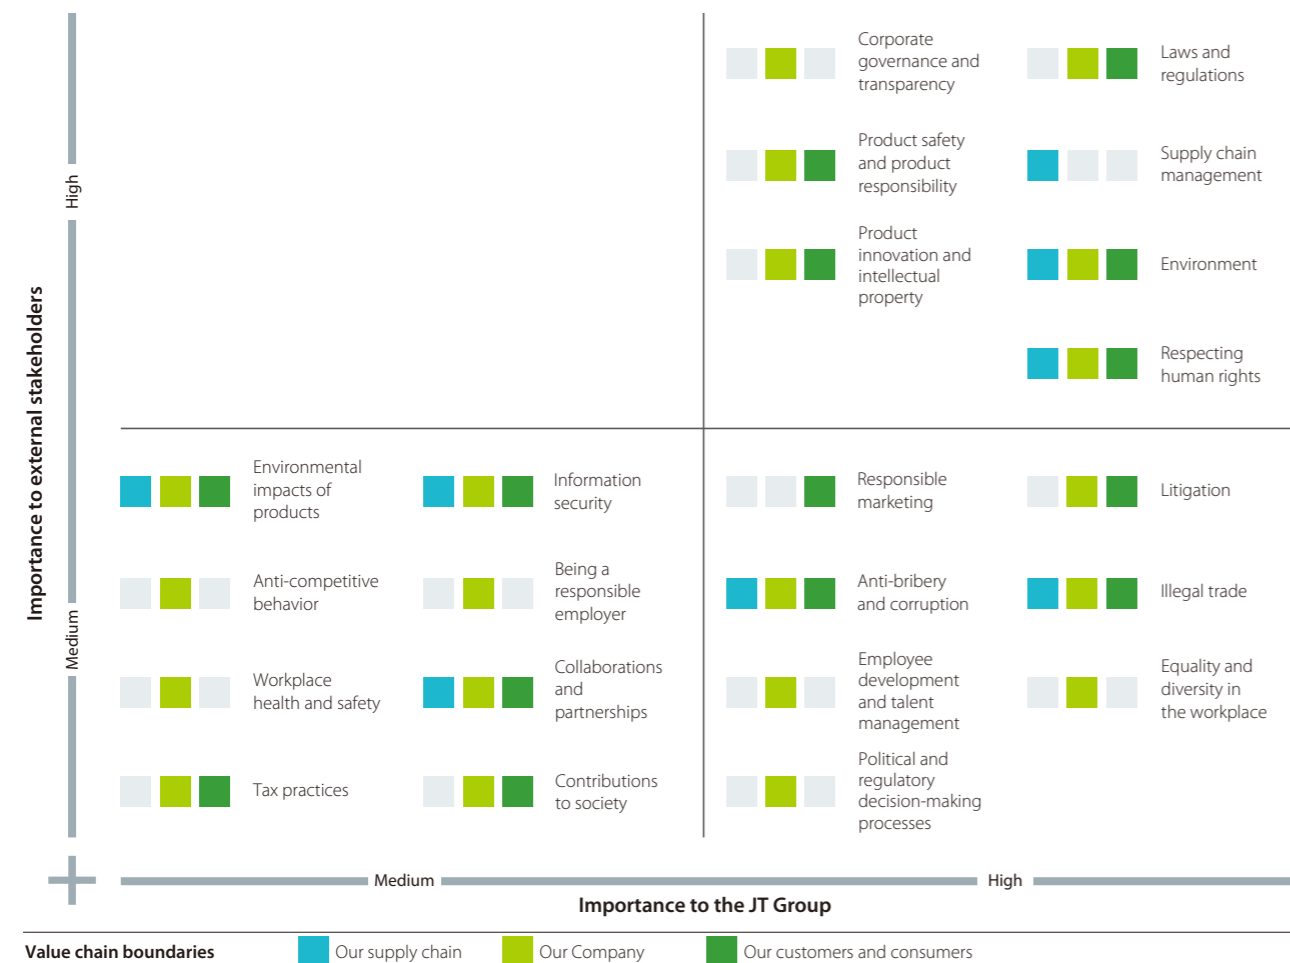 Importance to external stakeholders
High
Medium
Corporate
governance and
transparency
Laws and
regulations
Product safety
and product
responsibility
Supply chain
management
Product
innovation and
intellectual
property
Environment
Respecting
human rights
Environmental
impacts of
products
Information
security
Responsible
marketing
Litigation
Anti-competitive
behavior
Being a
responsible
employer
Anti-bribery
and corruption
Illegal trade
Workplace
health and safety
Collaborations
and
partnerships
Employee
development
and talent
management
Equality and
diversity in
the workplace
Tax practices
Contributions
to society
Political and
regulatory
decision-making
processes
Medium
High
Importance to the JT Group
Value chain boundaries
Our supply chain
Our Company
Our customers and consumers